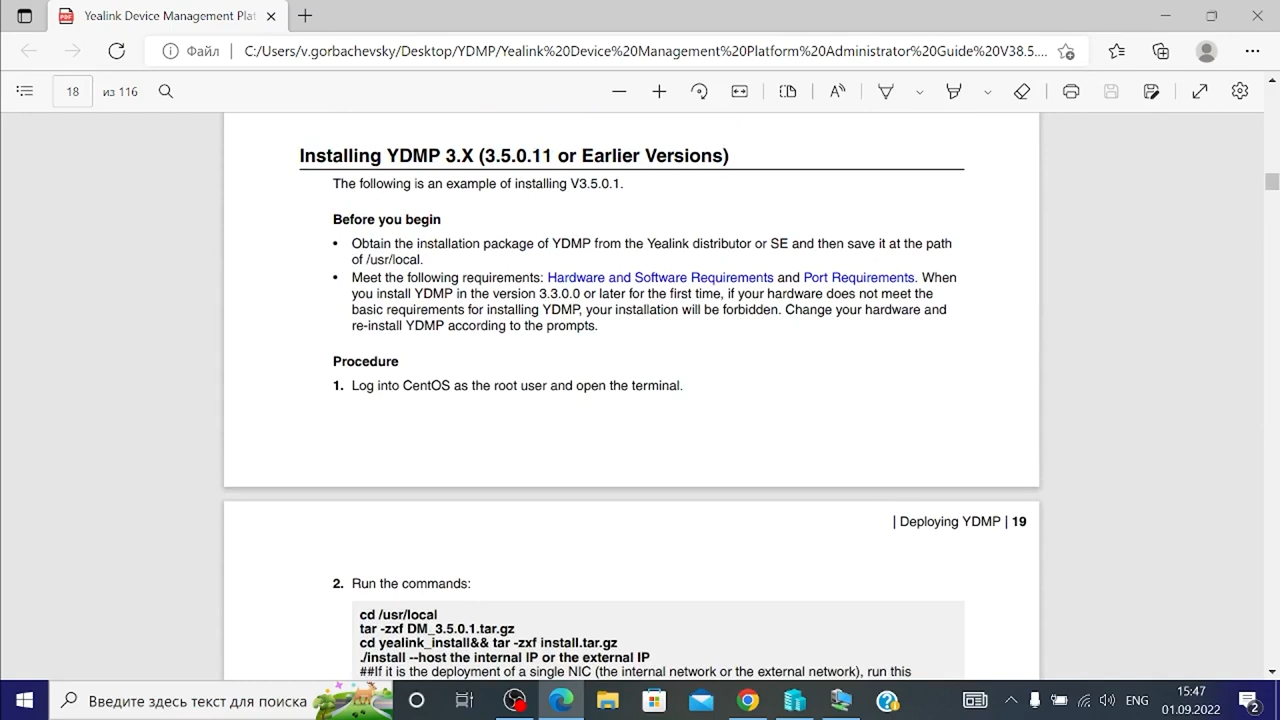 Yealink Device Management Plat
Файл
C:/Users/v.gorbachevsky/Desktop/YDMP/Yealink%20Device%20Management%20Platform%20Administrator%20Guide%20V38.5....
18 из 116
Installing YDMP 3.X (3.5.0.11 or Earlier Versions)
The following is an example of installing V3.5.0.1.
Before you begin
• Obtain the installation package of YDMP from the Yealink distributor or SE and then save it at the path
of /usr/local.
• Meet the following requirements: Hardware and Software Requirements and Port Requirements. When
you install YDMP in the version 3.3.0.0 or later for the first time, if your hardware does not meet the
basic requirements for installing YDMP, your installation will be forbidden. Change your hardware and
re-install YDMP according to the prompts.
Procedure
1. Log into CentOS as the root user and open the terminal.
| Deploying YDMP | 19
2. Run the commands:
cd /usr/local
tar -zxf DM_3.5.0.1.tar.gz
cd yealink_install&& tar -zxf install.tar.gz
./install --host the internal IP or the external IP
##If it is the deployment of a single NIC (the internal network or the external network), run this
Введите здесь текст для поиска
ENG
15:47
01.09.2022
2